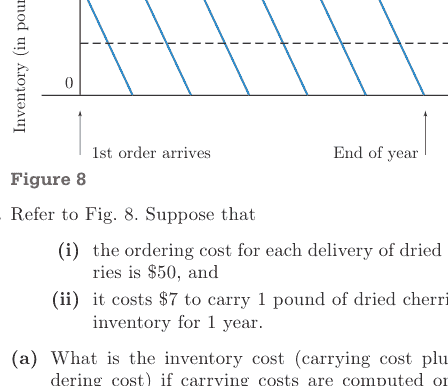 Inventory (in pour
0
1st order arrives
End of year
Figure 8
Refer to Fig. 8. Suppose that
(i) the ordering cost for each delivery of dried
ries is $50, and
(ii) it costs $7 to carry 1 pound of dried cherri
inventory for 1 year.
(a) What is the inventory cost (carrying cost plu
dering cost) if carrying costs are computed or